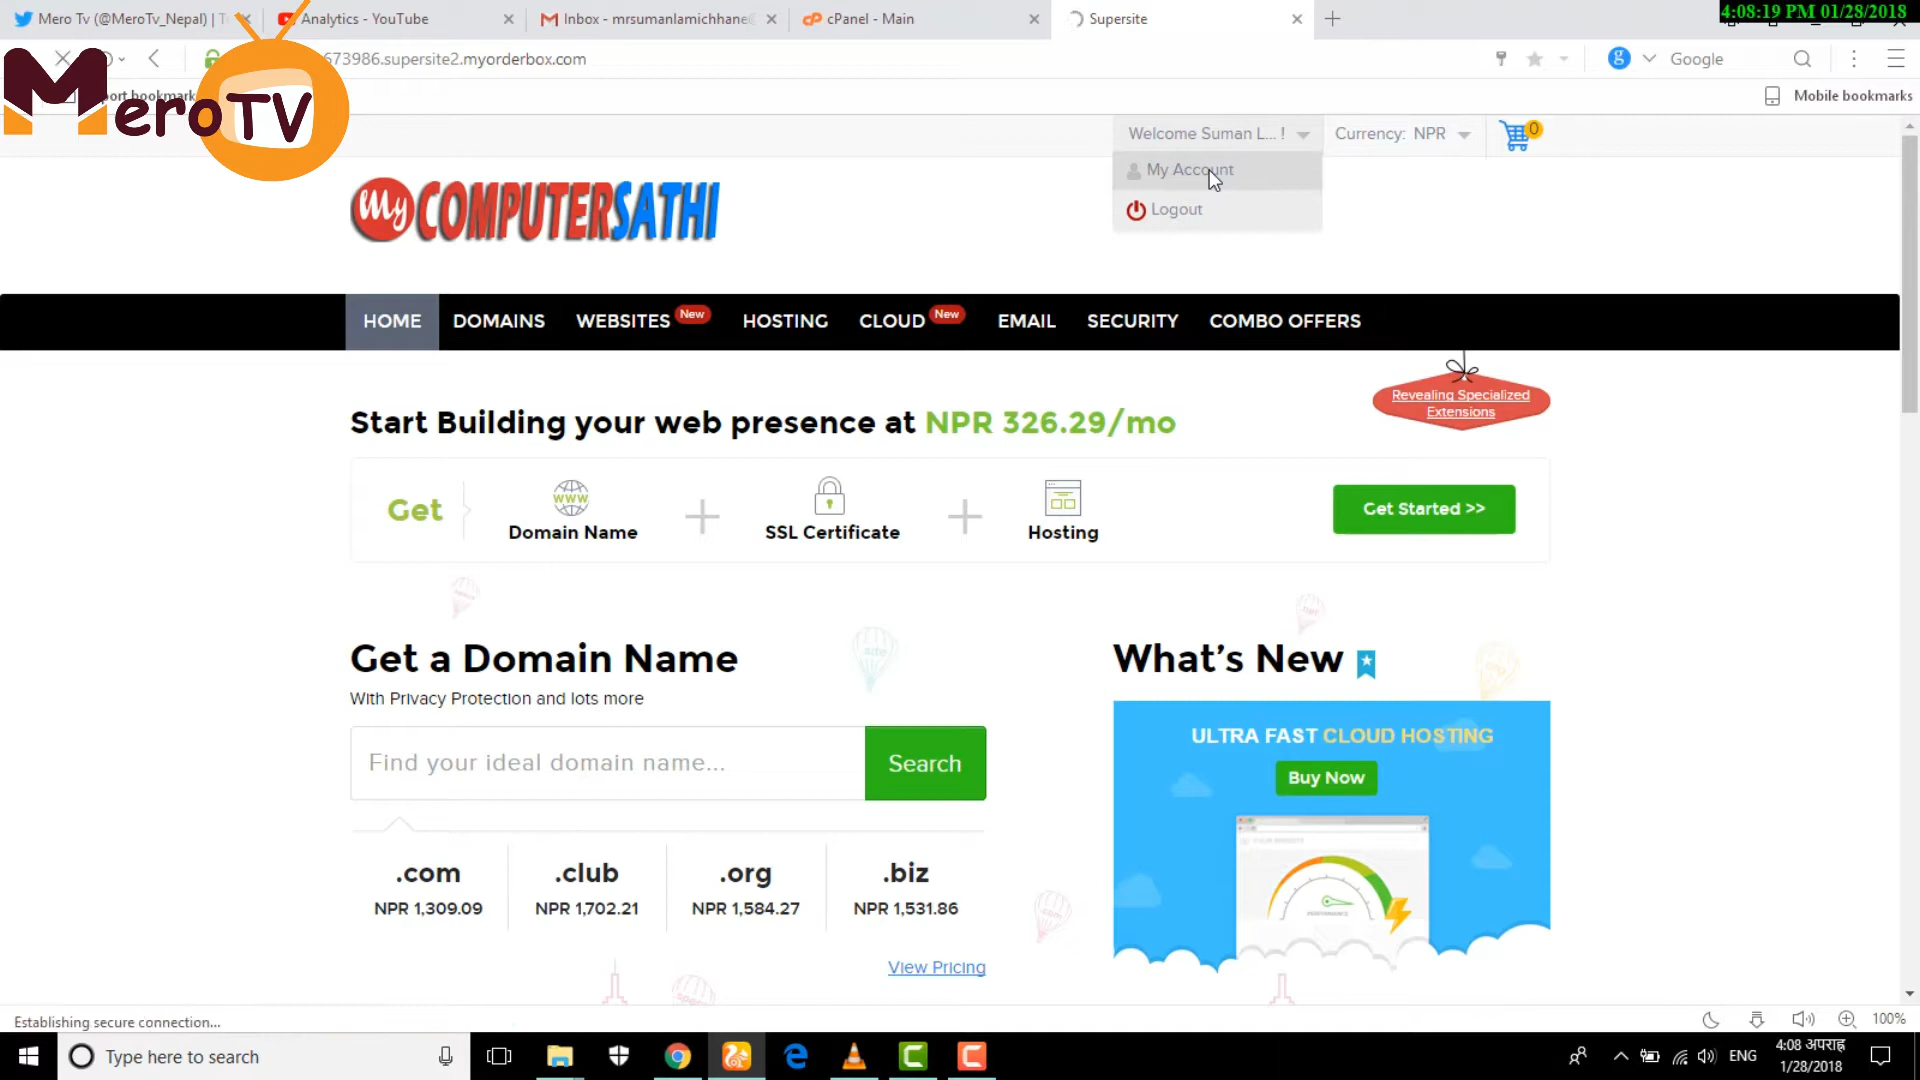 Mero Tv (@MeroTv_Nepal) | T
Analytics - YouTube
Inbox - mrsumanlamichhane@
cPanel - Main
Supersite
4:08:19 PM 01/28/2018
673986.supersite2.myorderbox.com
Google
port bookmark
Mobile bookmarks
MeroTV
Welcome Suman L... !
Currency: NPR
0
My Account
Logout
My COMPUTERSATHI
HOME
DOMAINS
WEBSITES New
HOSTING
CLOUD New
EMAIL
SECURITY
COMBO OFFERS
Revealing Specialized
Extensions
Start Building your web presence at NPR 326.29/mo
Get
WWW
Domain Name
SSL Certificate
Hosting
Get Started >>
Get a Domain Name
With Privacy Protection and lots more
Find your ideal domain name...
Search
.com
NPR 1,309.09
.club
NPR 1,702.21
.org
NPR 1,584.27
.biz
NPR 1,531.86
View Pricing
What's New
ULTRA FAST CLOUD HOSTING
Buy Now
PERFORMANCE
Establishing secure connection...
100%
Type here to search
ENG
4:08 अपराह्न
1/28/2018